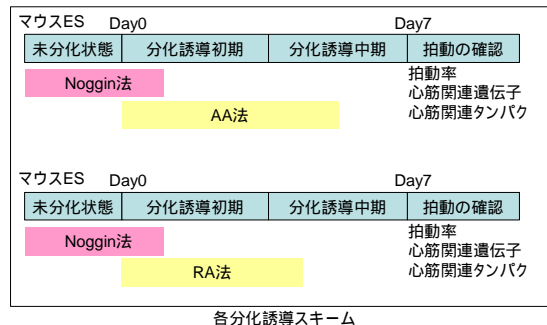 マウスES Day0 Day7
未分化状態 分化誘導初期 分化誘導中期 拍動の確認
Noggin法
AA法
拍動率
心筋関連遺伝子
心筋関連タンパク
マウスES Day0 Day7
未分化状態 分化誘導初期 分化誘導中期 拍動の確認
Noggin法
RA法
拍動率
心筋関連遺伝子
心筋関連タンパク
各分化誘導スキーム